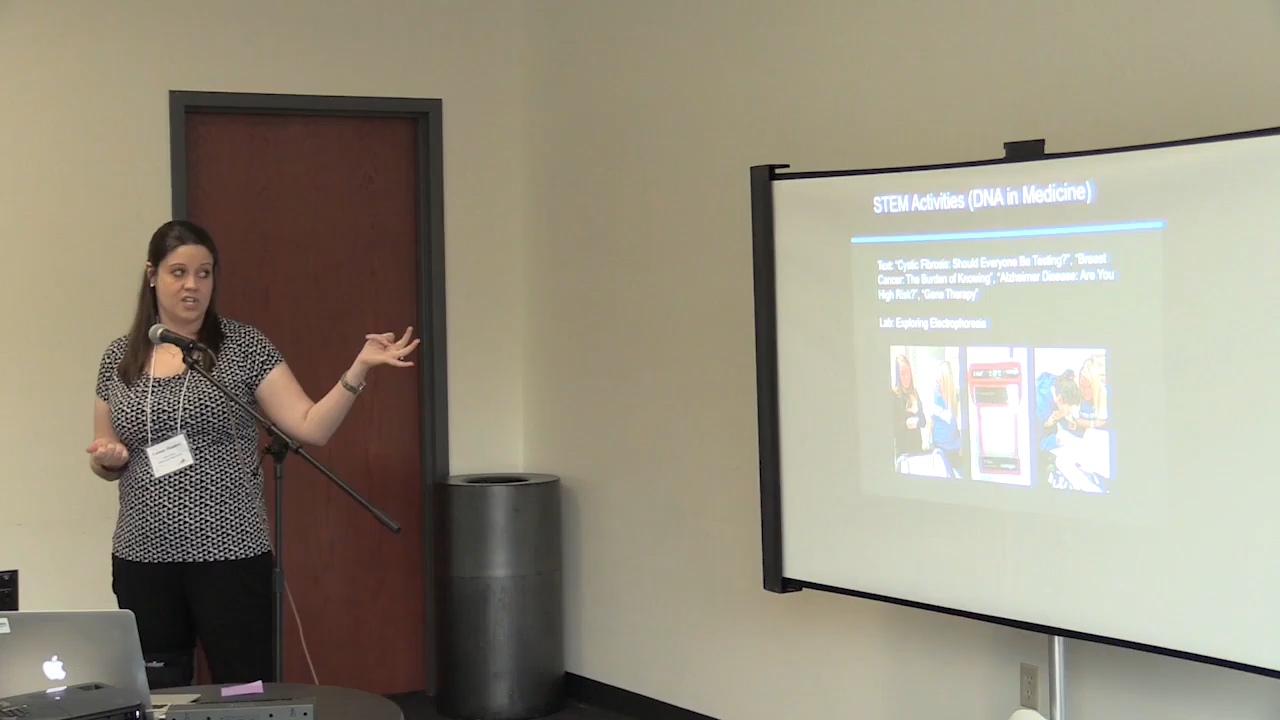 STEM Activities (DNA in Medicine)
Text: "Cystic Fibrosis: Should Everyone Be Testing?", "Breast
Cancer: The Burden of Knowing", "Alzheimer Disease: Are You
High Risk?", "Gene Therapy"
Lab: Exploring Electrophoresis